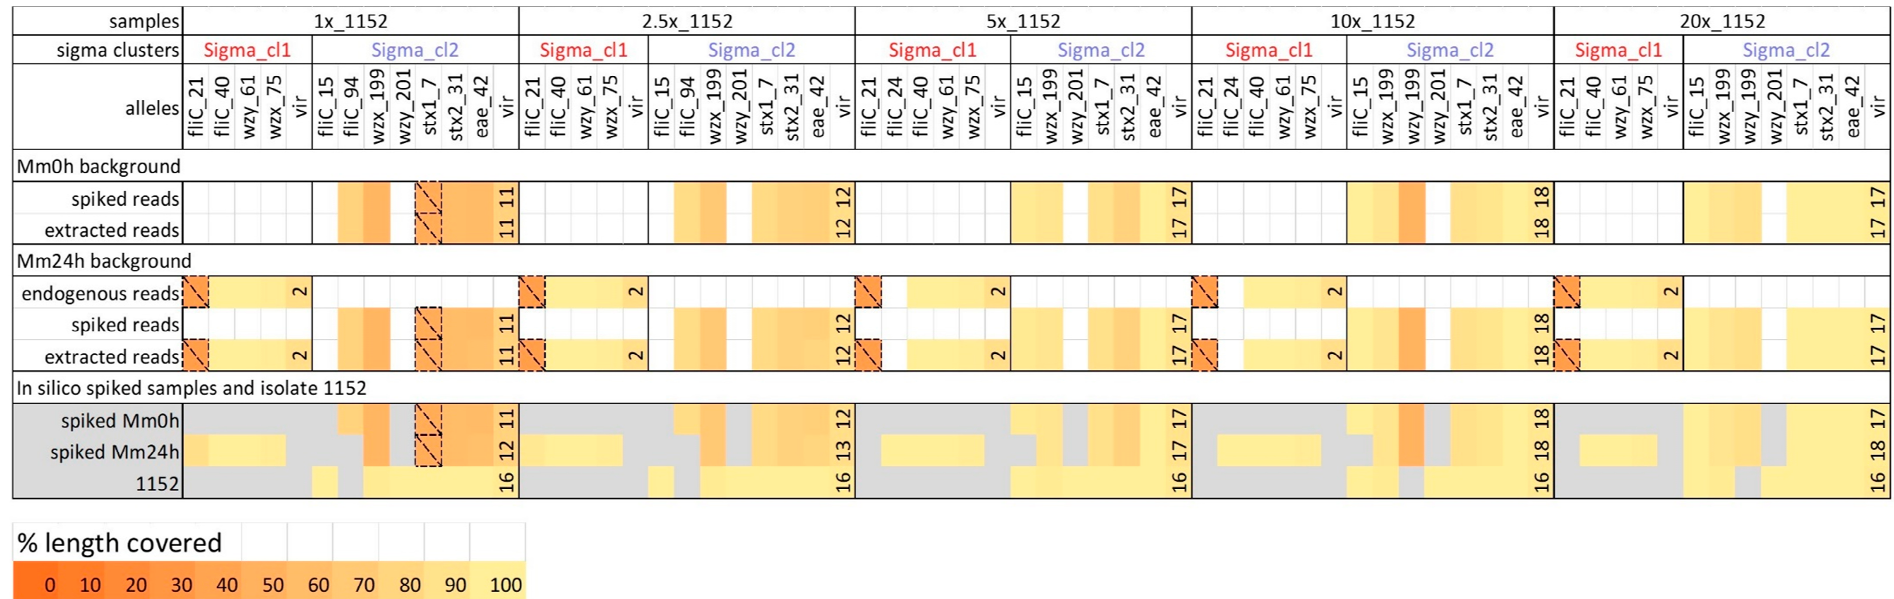 samples 1x_1152 2.5x_1152 5x_1152 10x_1152 20x_1152
sigma clusters Sigma_cl1 Sigma_cl2 Sigma_cl1 Sigma_cl2 Sigma_cl1 Sigma_cl2 Sigma_cl1 Sigma_cl2 Sigma_cl1 Sigma_cl2
alleles fliC_21 fliC_40 wzy_61 wzx_75 vir fliC_15 fliC_94 wzx_199 wzy_201 stx1_7 stx2_31 eae_42 vir fliC_21 fliC_40 wzy_61 wzx_75 vir fliC_15 fliC_94 wzx_199 wzy_201 stx1_7 stx2_31 eae_42 vir fliC_21 fliC_24 fliC_40 wzy_61 wzx_75 vir fliC_15 wzx_199 wzy_201 stx1_7 stx2_31 eae_42 vir fliC_21 fliC_24 fliC_40 wzy_61 wzx_75 vir fliC_15 wzx_199 wzy_199 wzy_201 stx1_7 stx2_31 eae_42 vir fliC_21 fliC_40 wzy_61 wzx_75 vir fliC_15 wzx_199 wzy_199 wzy_201 stx1_7 stx2_31 eae_42 vir
Mm0h background
spiked reads 11 12 17 18 17
extracted reads 11 12 17 18 17
Mm24h background
endogenous reads 2 2 2 2 2
spiked reads 11 12 17 18 17
extracted reads 2 11 2 12 2 17 2 18 2 17
In silico spiked samples and isolate 1152
spiked Mm0h 11 12 17 18 17
spiked Mm24h 12 13 17 18 18
1152 16 16 16 16 16
% length covered
0 10 20 30 40 50 60 70 80 90 100